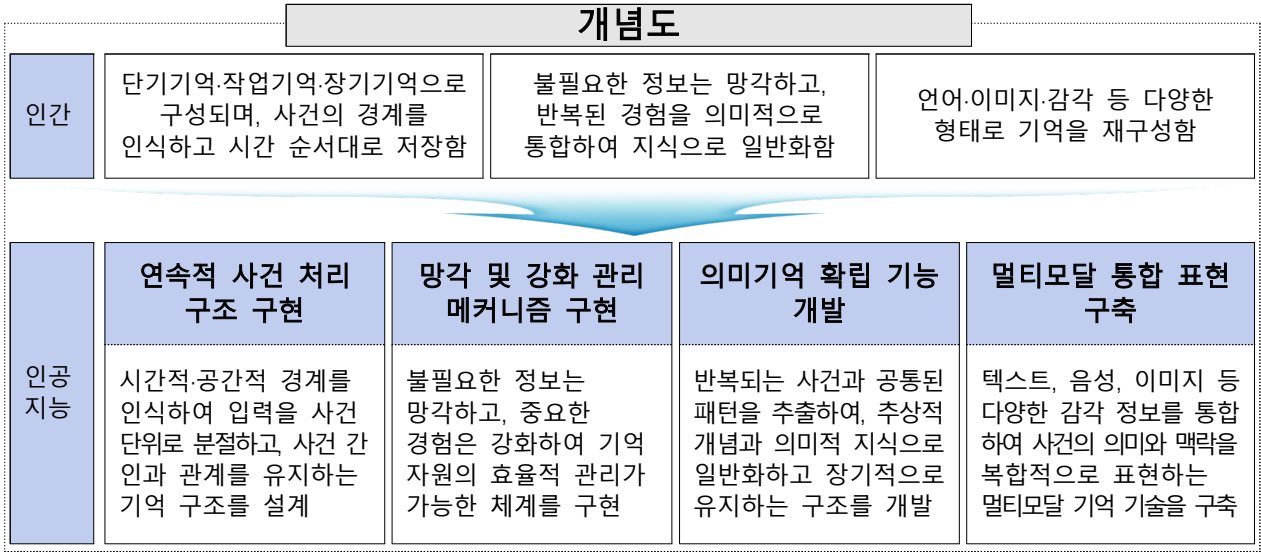 개념도
인간
단기기억·작업기억·장기기억으로
구성되며, 사건의 경계를
인식하고 시간 순서대로 저장함
불필요한 정보는 망각하고,
반복된 경험을 의미적으로
통합하여 지식으로 일반화함
언어·이미지·감각 등 다양한
형태로 기억을 재구성함
인공
지능
연속적 사건 처리
구조 구현
시간적·공간적 경계를
인식하여 입력을 사건
단위로 분절하고, 사건 간
인과 관계를 유지하는
기억 구조를 설계
망각 및 강화 관리
메커니즘 구현
불필요한 정보는
망각하고, 중요한
경험은 강화하여 기억
자원의 효율적 관리가
가능한 체계를 구현
의미기억 확립 기능
개발
반복되는 사건과 공통된
패턴을 추출하여, 추상적
개념과 의미적 지식으로
일반화하고 장기적으로
유지하는 구조를 개발
멀티모달 통합 표현
구축
텍스트, 음성, 이미지 등
다양한 감각 정보를 통합
하여 사건의 의미와 맥락을
복합적으로 표현하는
멀티모달 기억 기술을 구축